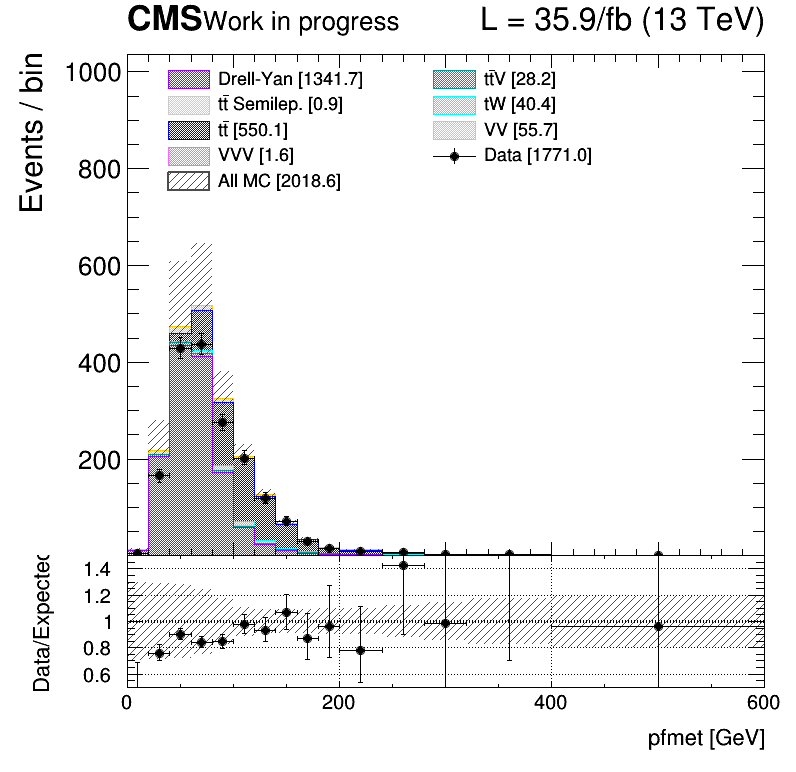 CMS Work in progress L = 35.9/fb (13 TeV)
Events / bin
1000
800
600
400
200
Drell-Yan [1341.7]
tt̄ Semilep. [0.9]
tt̄ [550.1]
VVV [1.6]
All MC [2018.6]
tt̄V [28.2]
tW [40.4]
VV [55.7]
Data [1771.0]
Data/Expected
1.4
1.2
1
0.8
0.6
0 200 400 600
pfmet [GeV]